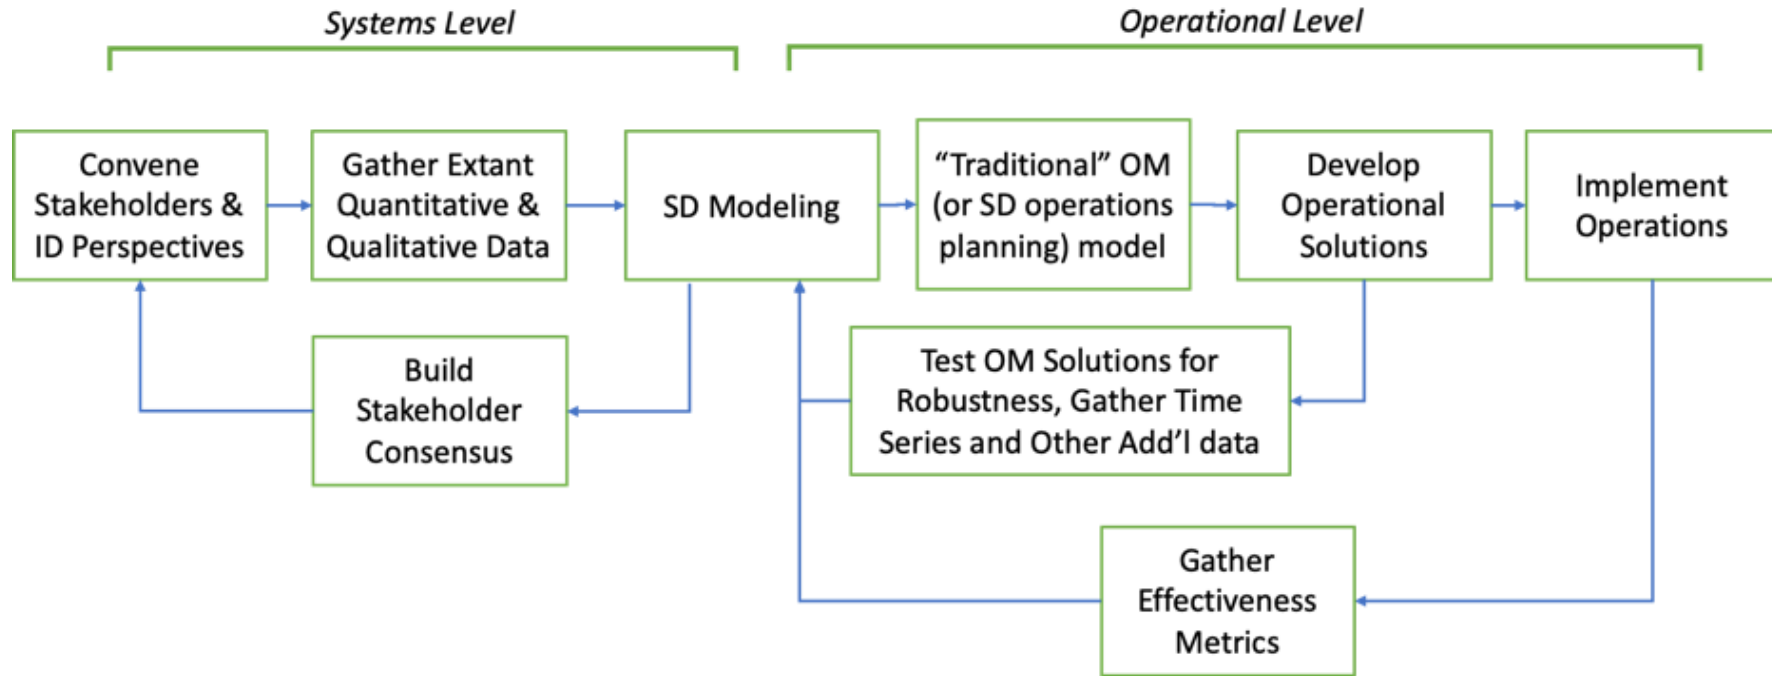 Systems Level
Operational Level
Convene
Stakeholders &
ID Perspectives
Gather Extant
Quantitative &
Qualitative Data
SD Modeling
“Traditional” OM
(or SD operations
planning) model
Develop
Operational
Solutions
Implement
Operations
Build
Stakeholder
Consensus
Test OM Solutions for
Robustness, Gather Time
Series and Other Add’l data
Gather
Effectiveness
Metrics